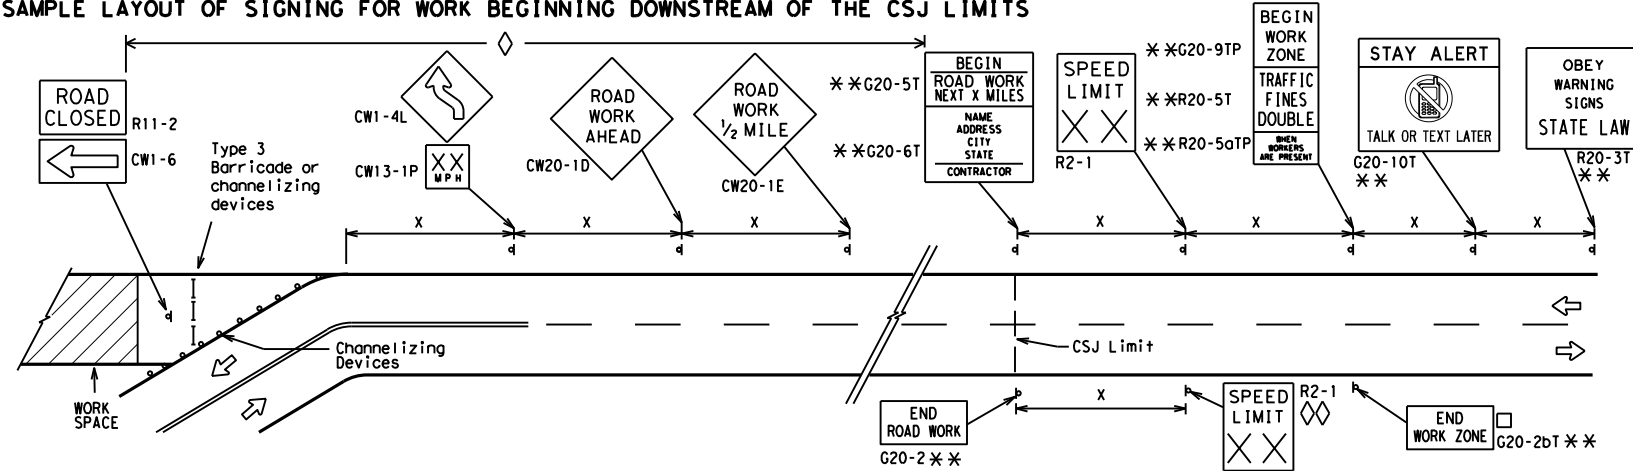 SAMPLE LAYOUT OF SIGNING FOR WORK BEGINNING DOWNSTREAM OF THE CSJ LIMITS
ROAD
CLOSED
R11-2
CW1-6
Type 3
Barricade or
channelizing
devices
CW1-4L
CW13-1P
XX
MPH
ROAD
WORK
AHEAD
CW20-1D
ROAD
WORK
1/2 MILE
CW20-1E
**G20-5T
**G20-6T
BEGIN
ROAD WORK
NEXT X MILES
NAME
ADDRESS
CITY
STATE
CONTRACTOR
SPEED
LIMIT
XX
R2-1
**G20-9TP
**R20-5T
**R20-5aTP
BEGIN
WORK
ZONE
TRAFFIC
FINES
DOUBLE
WHEN
WORKERS
ARE PRESENT
STAY ALERT
TALK OR TEXT LATER
G20-10T
**
OBEY
WARNING
SIGNS
STATE LAW
R20-3T
**
X
X
X
X
X
X
X
Channelizing
Devices
CSJ Limit
WORK
SPACE
END
ROAD WORK
G20-2**
X
SPEED
LIMIT
XX
R2-1
END
WORK ZONE
G20-2bT **